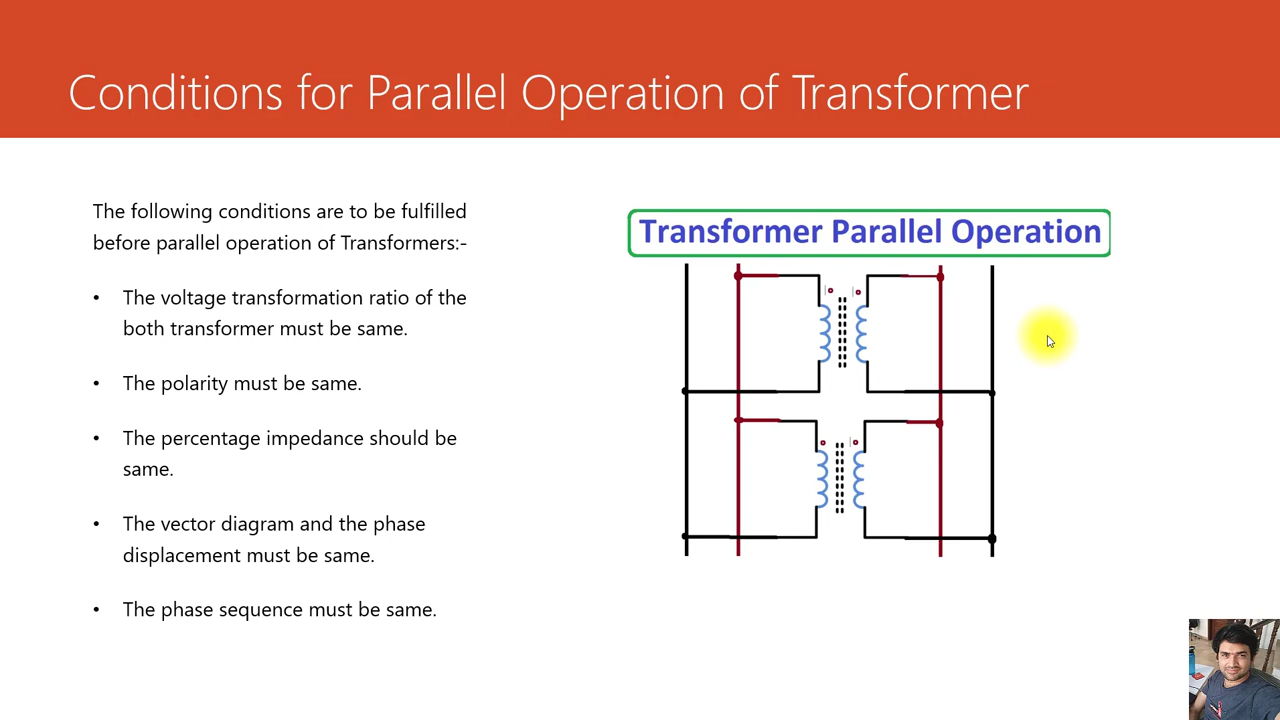 Conditions for Parallel Operation of Transformer
The following conditions are to be fulfilled
before parallel operation of Transformers:-
• The voltage transformation ratio of the
both transformer must be same.
• The polarity must be same.
• The percentage impedance should be
same.
• The vector diagram and the phase
displacement must be same.
• The phase sequence must be same.
Transformer Parallel Operation